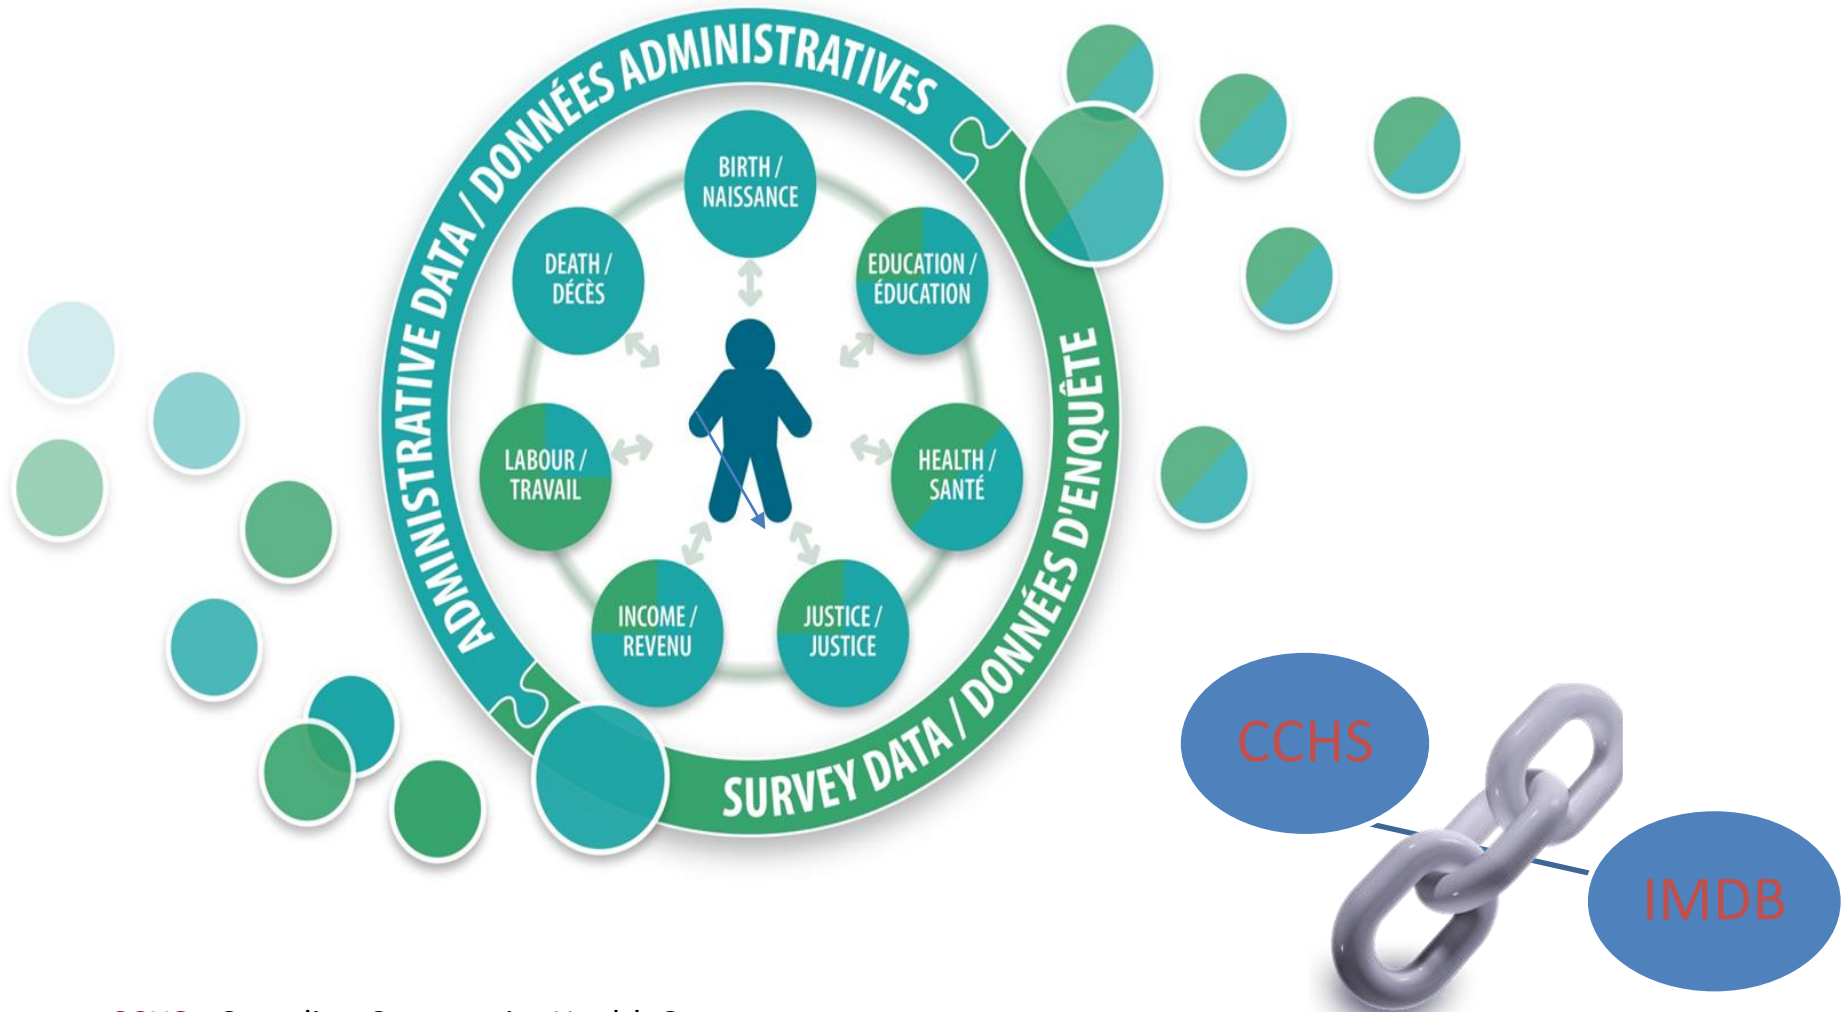 ADMINISTRATIVE DATA / DONNÉES ADMINISTRATIVES
BIRTH /
NAISSANCE
DEATH /
DÉCÈS
EDUCATION /
ÉDUCATION
LABOUR /
TRAVAIL
HEALTH /
SANTÉ
INCOME /
REVENU
JUSTICE /
JUSTICE
SURVEY DATA / DONNÉES D'ENQUÊTE
CCHS
IMDB